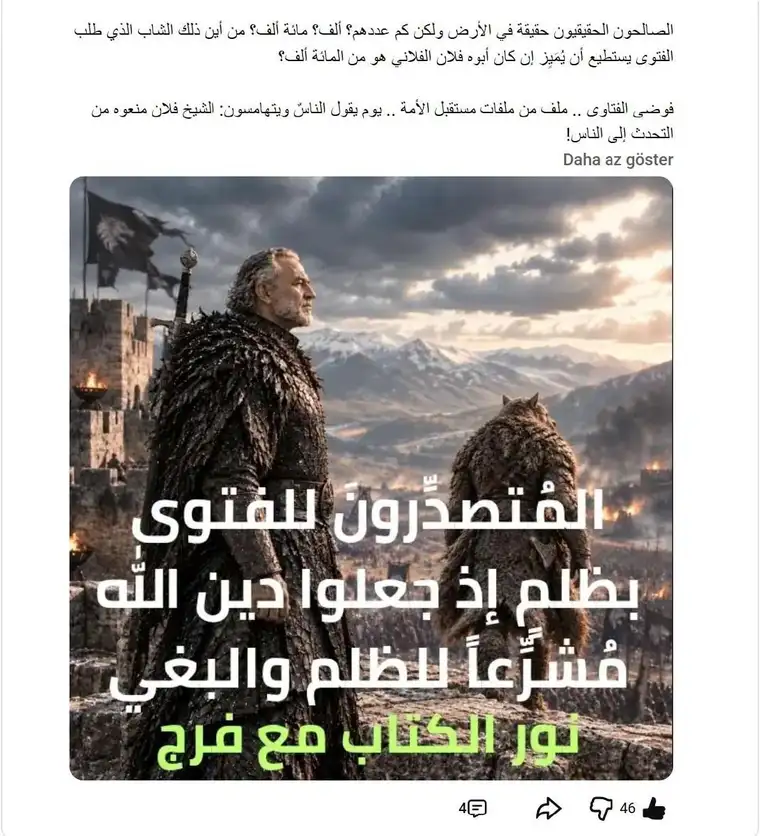 الصالحون الحقيقيون حقيقة في الأرض ولكن كم عددهم؟ ألف؟ مائة ألف؟ من أين ذلك الشاب الذي طلب
الفتوى يستطيع أن يُمَيِز إن كان أبوه فلان الفلاني هو من المائة ألف؟
فوضى الفتاوى .. ملف من ملفات مستقبل الأمة .. يوم يقول الناسٌ ويتهامسون: الشيخ فلان منعوه من
التحدث إلى الناس!
Daha az göster
المُتصدِّرونَ للفتوى
بظلمٍ إذ جعلوا دين الله
مُشرِّعاً للظلم والبغي
نور الكتاب مع فرج
4
46